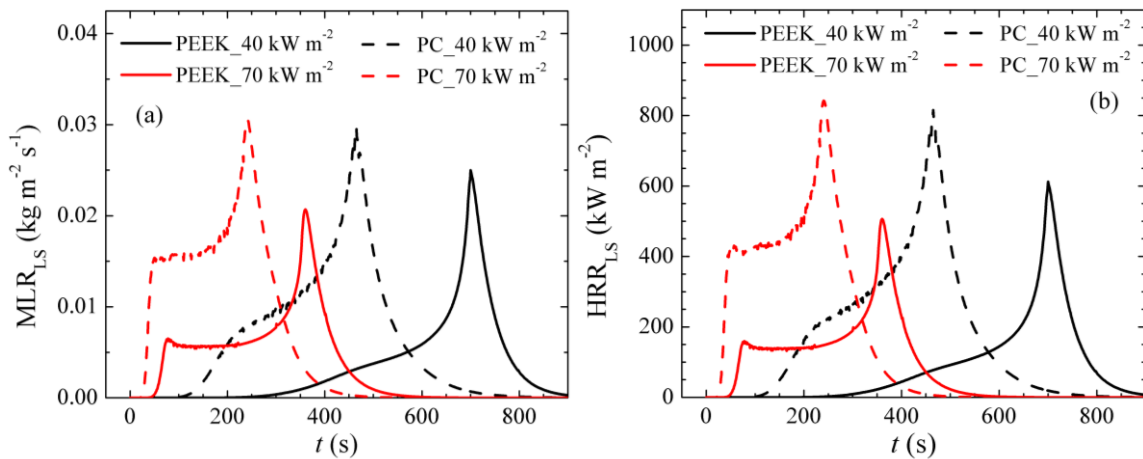 0.04
0.03
0.02
0.01
0.00
MLR_LS (kg m⁻² s⁻¹)
PEEK_40 kW m⁻² PC_40 kW m⁻²
PEEK_70 kW m⁻² PC_70 kW m⁻²
(a)
0 200 400 600 800
t (s)
1000
800
600
400
200
0
HRR_LS (kW m⁻²)
PEEK_40 kW m⁻² PC_40 kW m⁻²
PEEK_70 kW m⁻² PC_70 kW m⁻²
(b)
0 200 400 600 800
t (s)